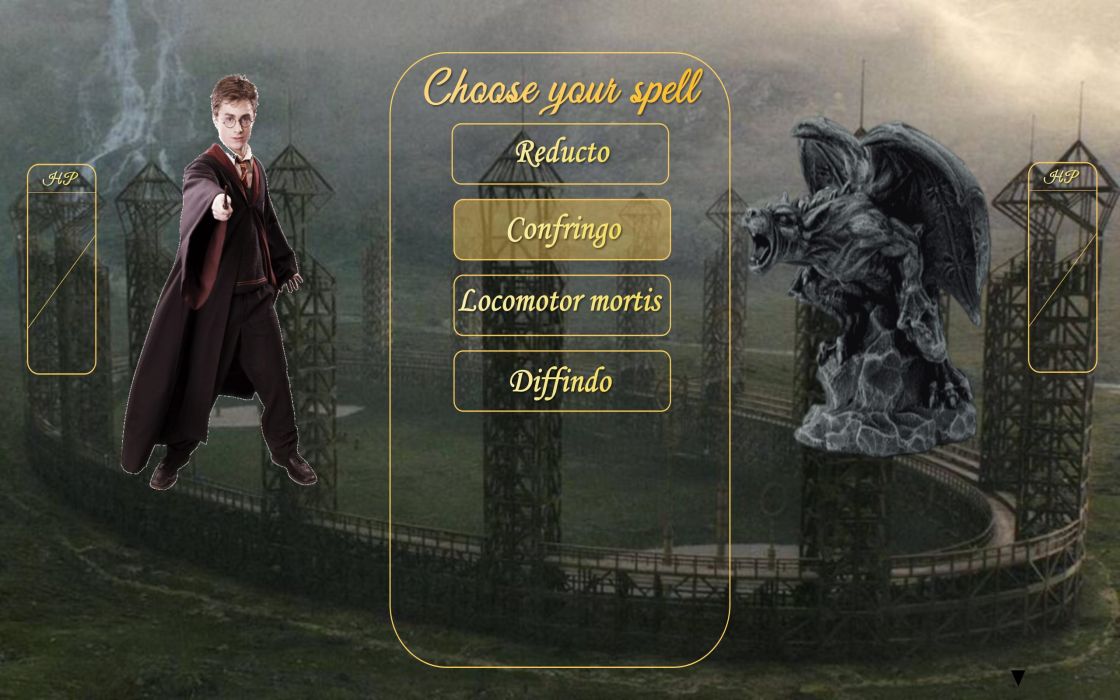 Choose your spell
HP
Reducto
HP
Confringo
Locomotor mortis
Diffindo